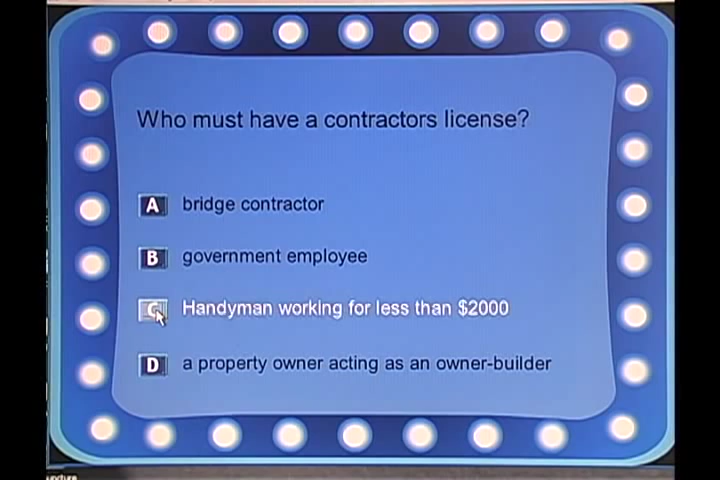 Who must have a contractors license?
A bridge contractor
B government employee
C Handyman working for less than $2000
D a property owner acting as an owner-builder